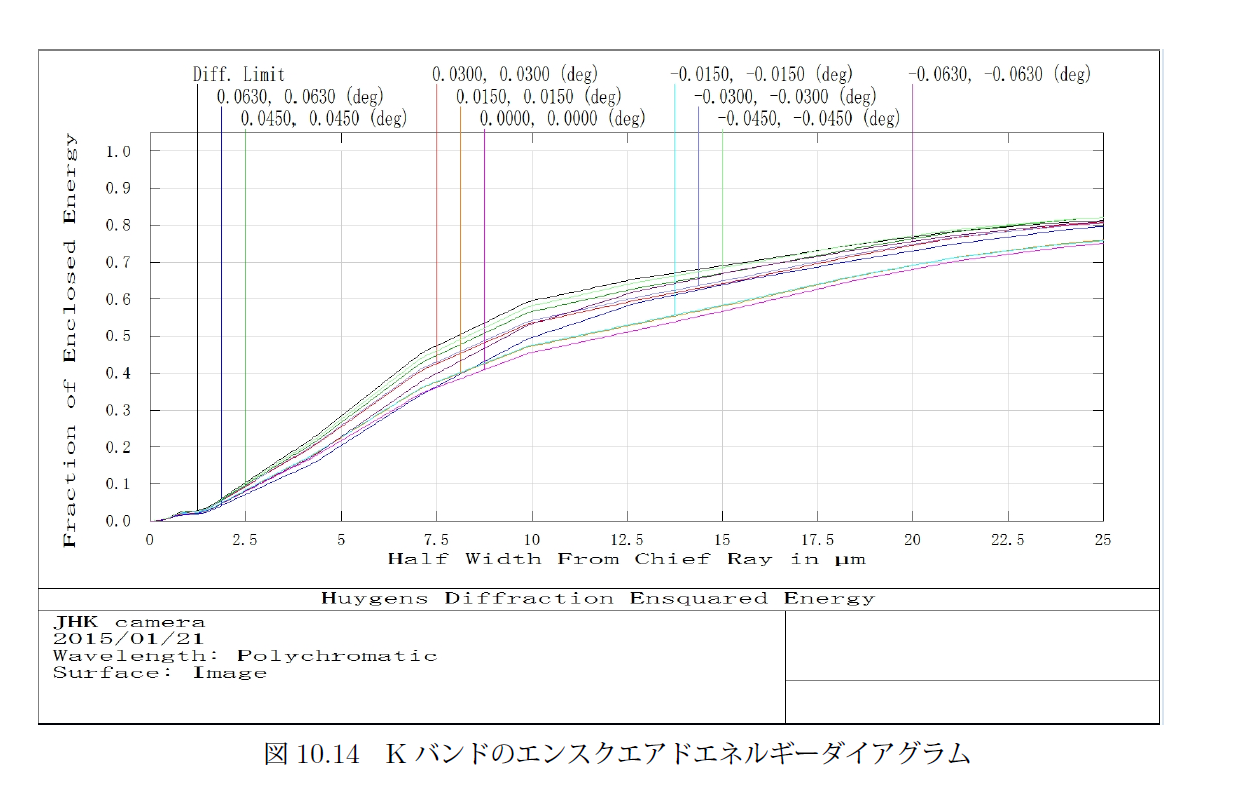 Diff. Limit
0.0630, 0.0630 (deg)
0.0450, 0.0450 (deg)
0.0300, 0.0300 (deg)
0.0150, 0.0150 (deg)
0.0000, 0.0000 (deg)
-0.0150, -0.0150 (deg)
-0.0300, -0.0300 (deg)
-0.0450, -0.0450 (deg)
-0.0630, -0.0630 (deg)
Fraction of Enclosed Energy
1.0
0.9
0.8
0.7
0.6
0.5
0.4
0.3
0.2
0.1
0.0
0 2.5 5 7.5 10 12.5 15 17.5 20 22.5 25
Half Width From Chief Ray in μm
Huygens Diffraction Ensquared Energy
JHK camera
2015/01/21
Wavelength: Polychromatic
Surface: Image
図 10.14 K バンドのエンスクエアドエネルギーダイアグラム